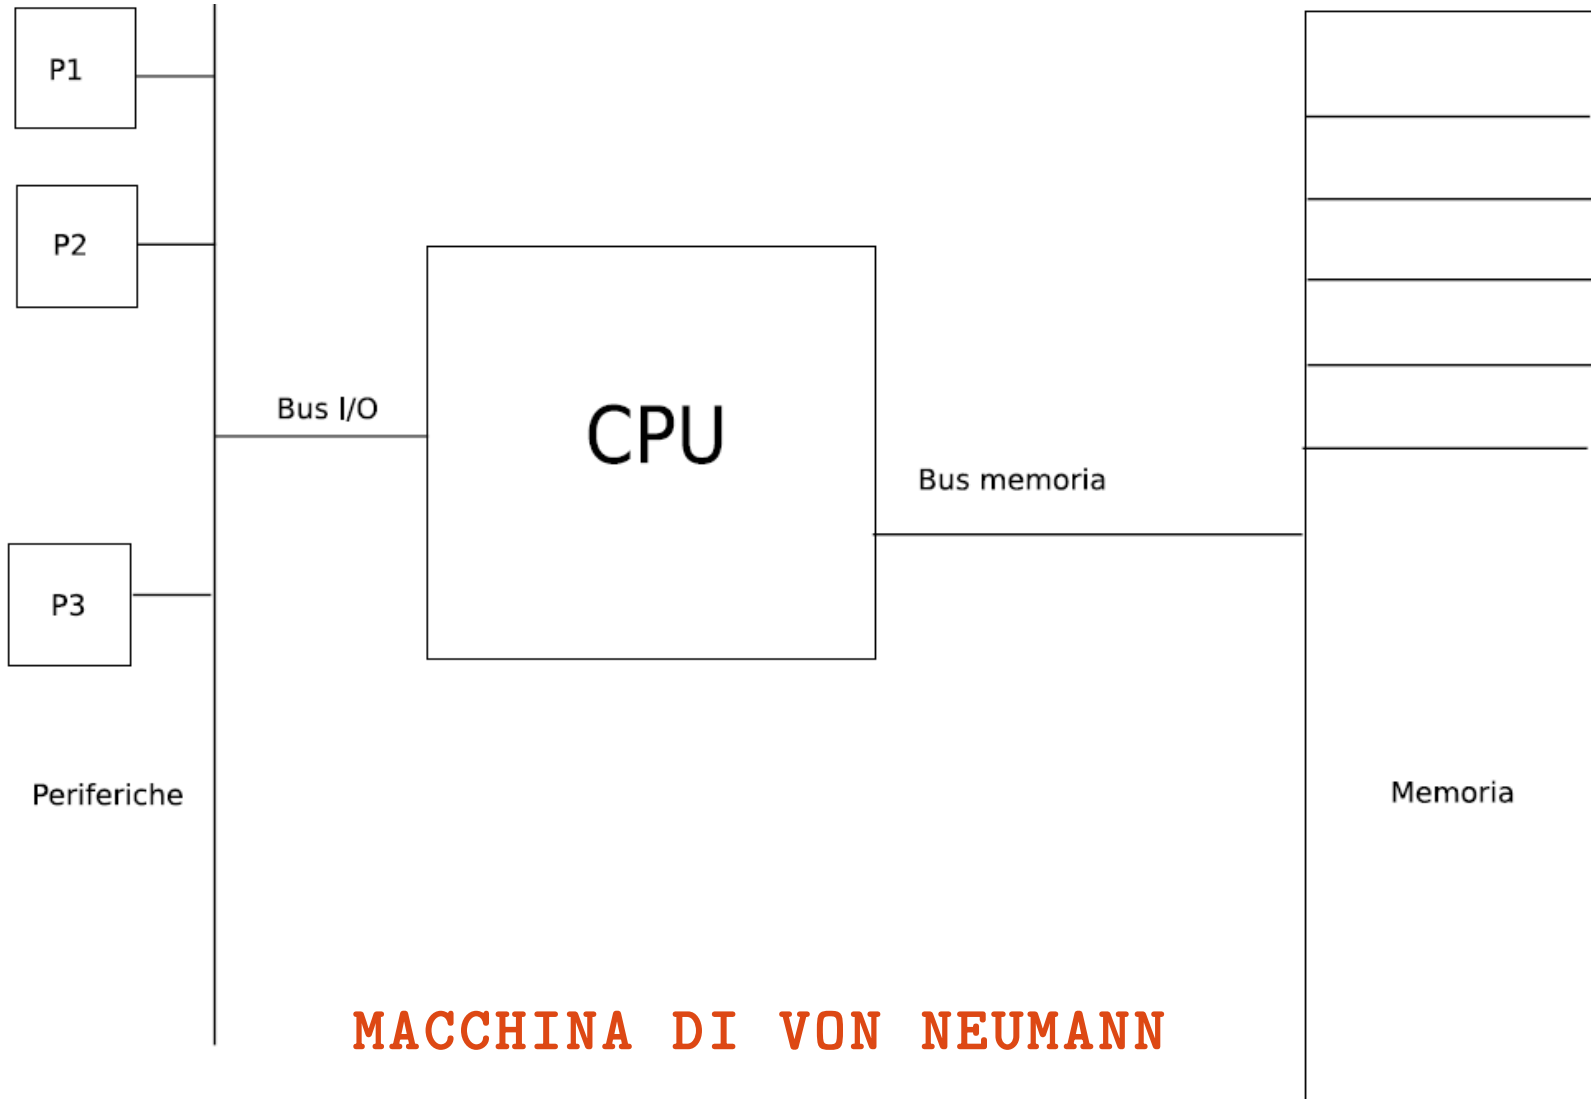 P1
P2
Bus I/O
CPU
Bus memoria
P3
Periferiche
Memoria
MACCHINA DI VON NEUMANN